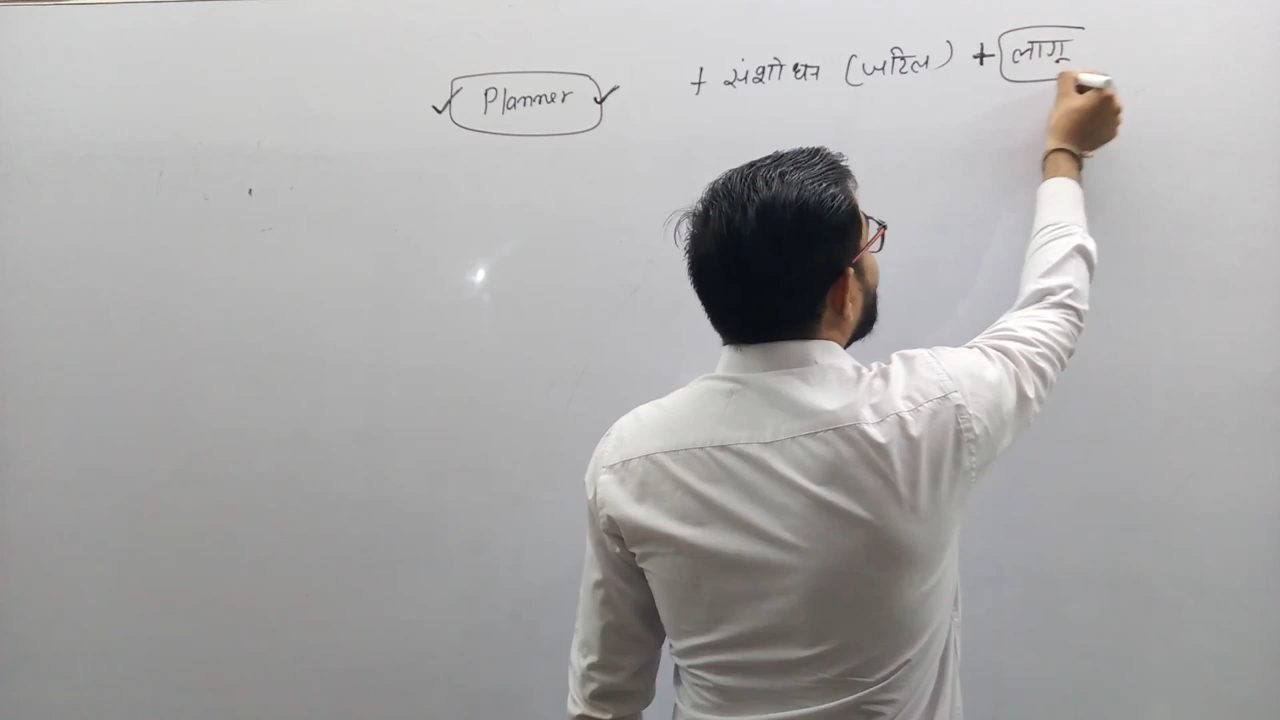 ✓ Planner ✓
+ संशोधन (जटिल) + लागू